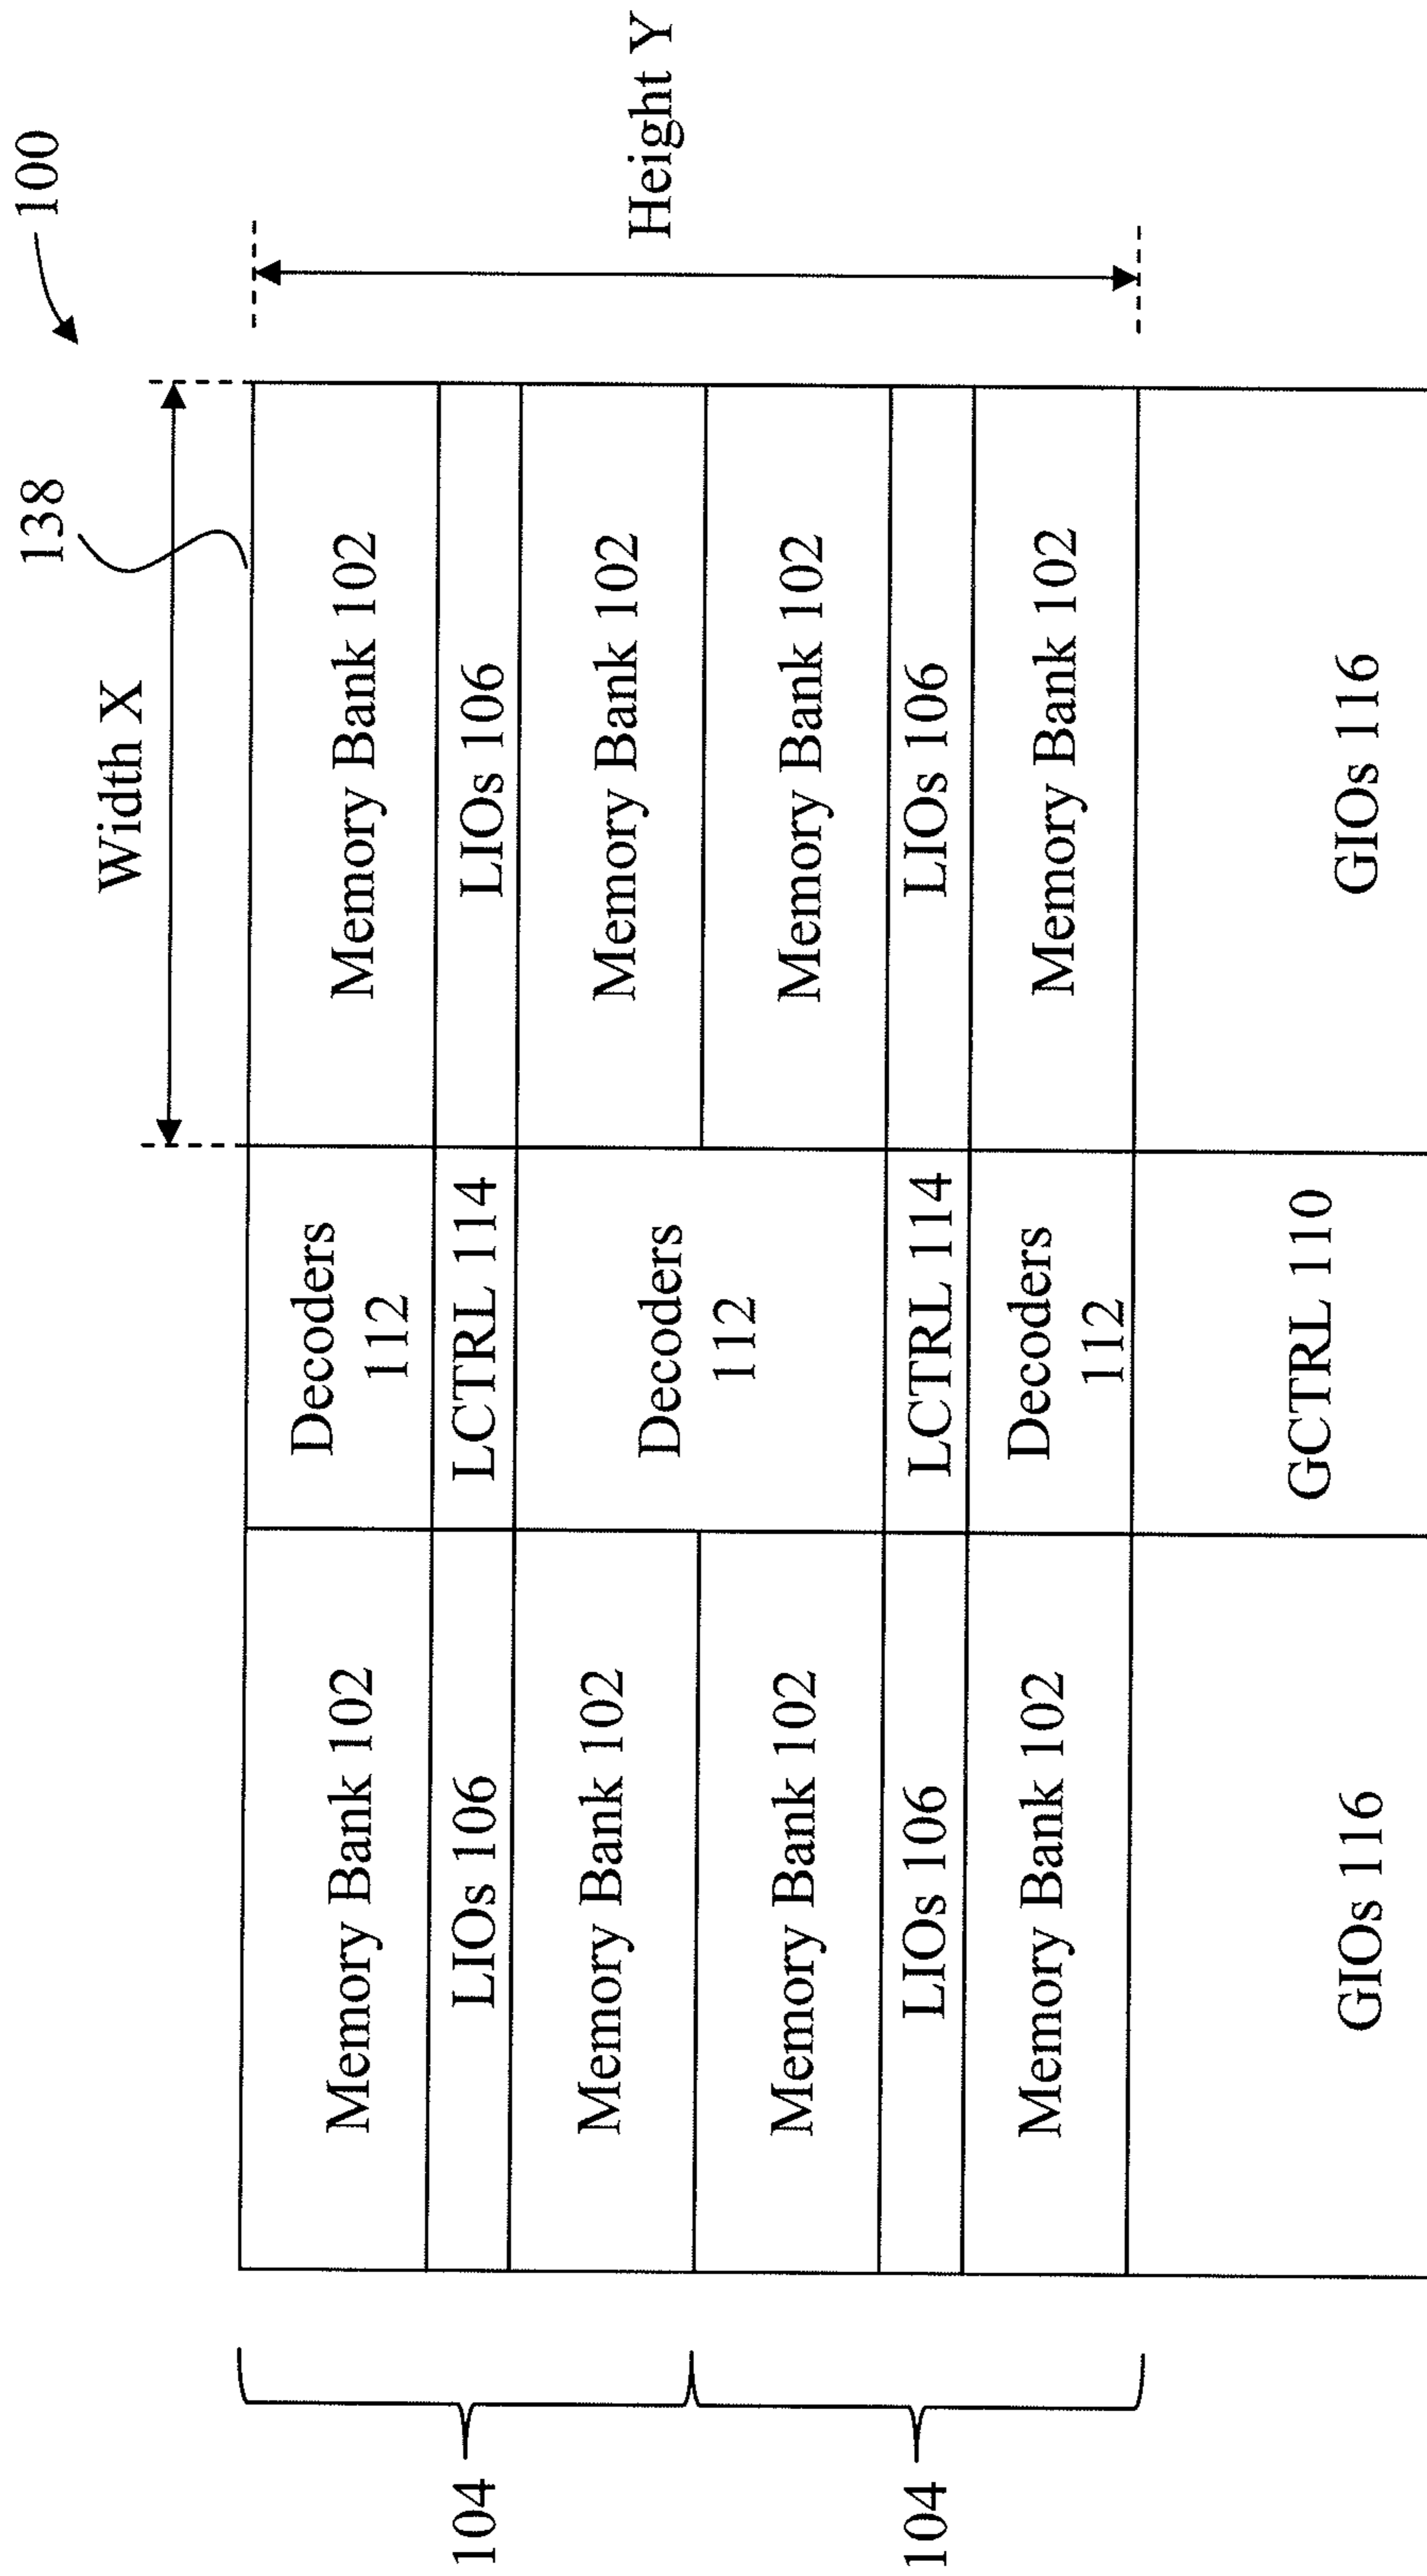 138
100
Width X
Memory Bank 102
Decoders
112
Memory Bank 102
104
LIOs 106
LCTRL 114
LIOs 106
Memory Bank 102
Decoders
112
Memory Bank 102
Height Y
Memory Bank 102
Memory Bank 102
104
LIOs 106
LCTRL 114
LIOs 106
Memory Bank 102
Decoders
112
Memory Bank 102
GIOs 116
GCTRL 110
GIOs 116